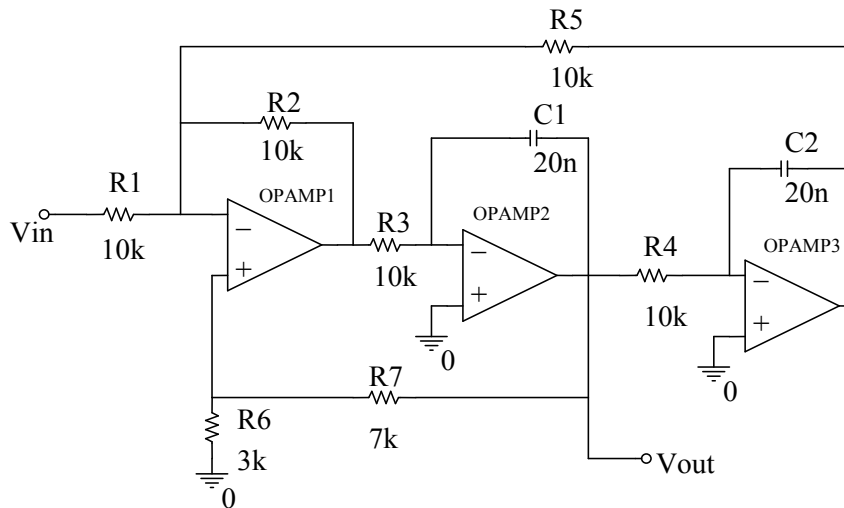 R5
10k
R2
10k
C1
20n
C2
20n
R1
10k
Vin
OPAMP1
−
+
R3
10k
OPAMP2
−
+
0
R4
10k
OPAMP3
−
+
0
R7
7k
R6
3k
0
Vout